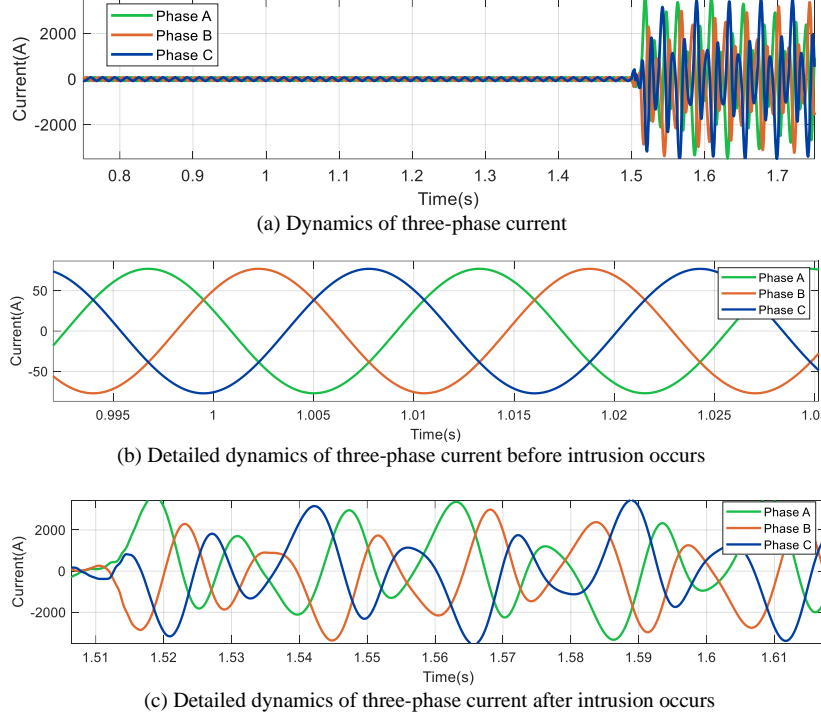 Current(A)
2000
0
-2000
Phase A
Phase B
Phase C
0.8 0.9 1 1.1 1.2 1.3 1.4 1.5 1.6 1.7
Time(s)
(a) Dynamics of three-phase current
Current(A)
50
0
-50
Phase A
Phase B
Phase C
0.995 1 1.005 1.01 1.015 1.02 1.025 1.0
Time(s)
(b) Detailed dynamics of three-phase current before intrusion occurs
Current(A)
2000
0
-2000
Phase A
Phase B
Phase C
1.51 1.52 1.53 1.54 1.55 1.56 1.57 1.58 1.59 1.6 1.61
Time(s)
(c) Detailed dynamics of three-phase current after intrusion occurs